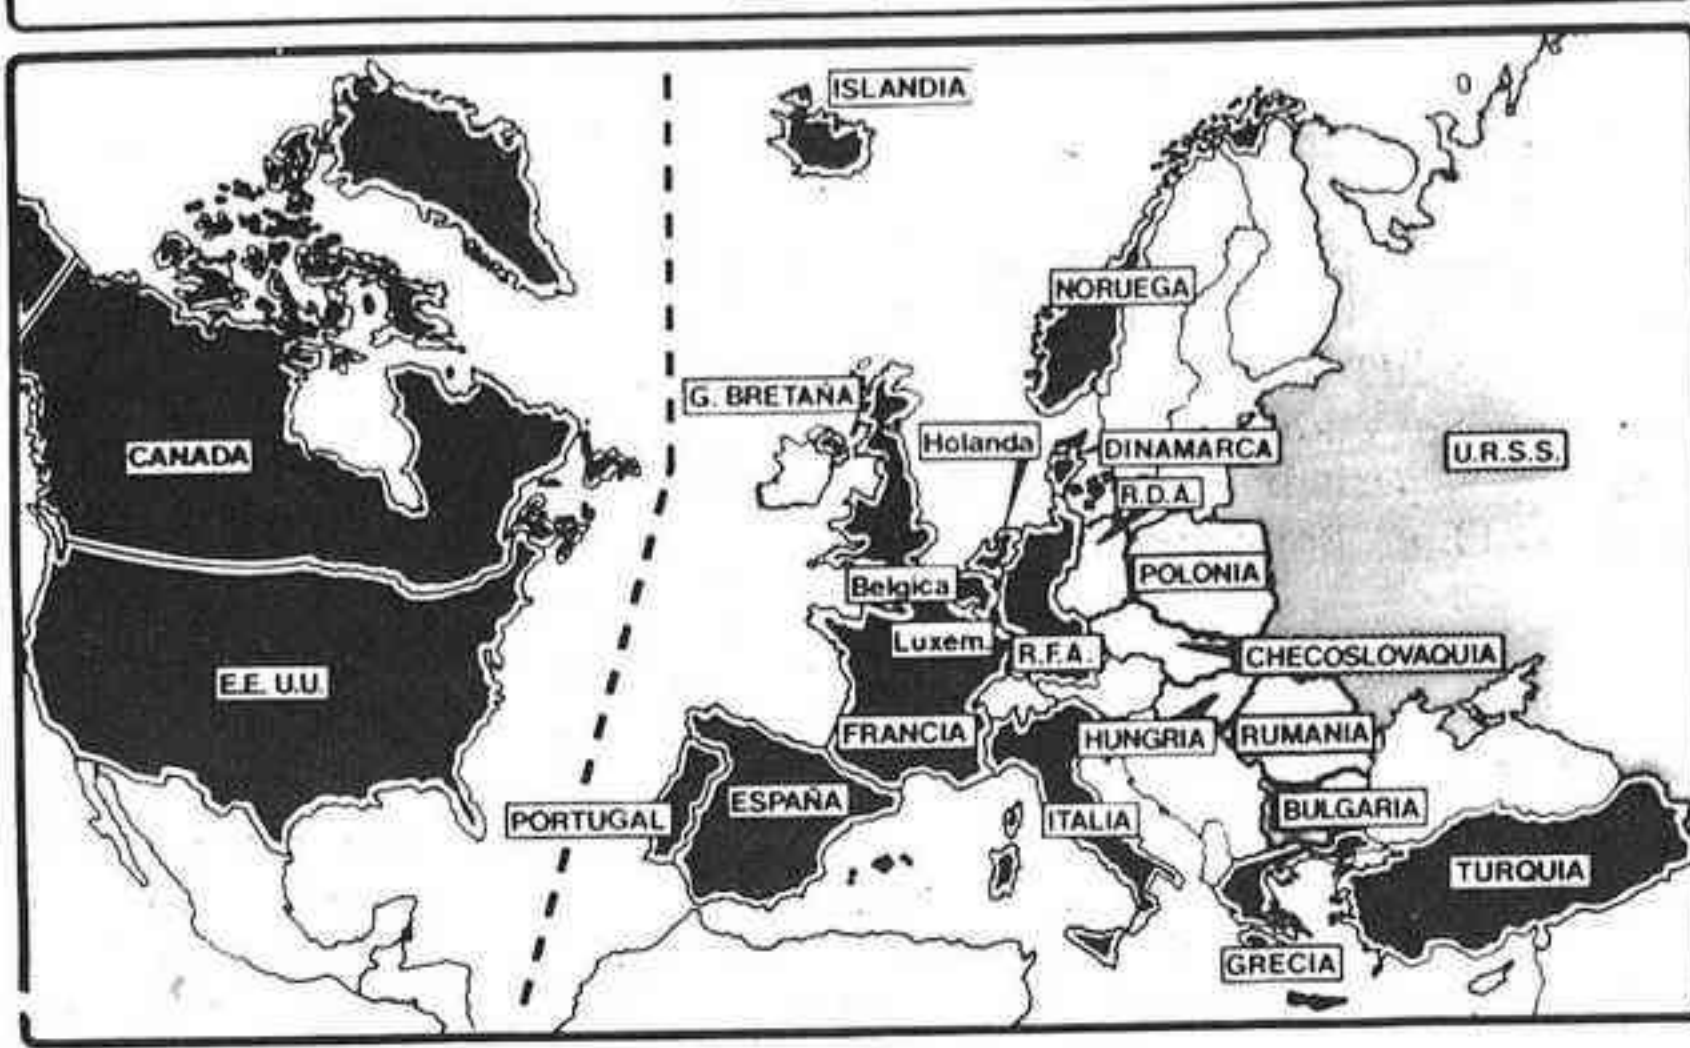 ISLANDIA
NORUEGA
G. BRETAÑA
Holanda
DINAMARCA
U.R.S.S.
CANADA
R.D.A.
POLONIA
Belgica
Luxem.
R.F.A.
CHECOSLOVAQUIA
E.E. U.U.
FRANCIA
HUNGRIA
RUMANIA
PORTUGAL
ESPAÑA
ITALIA
BULGARIA
TURQUIA
GRECIA